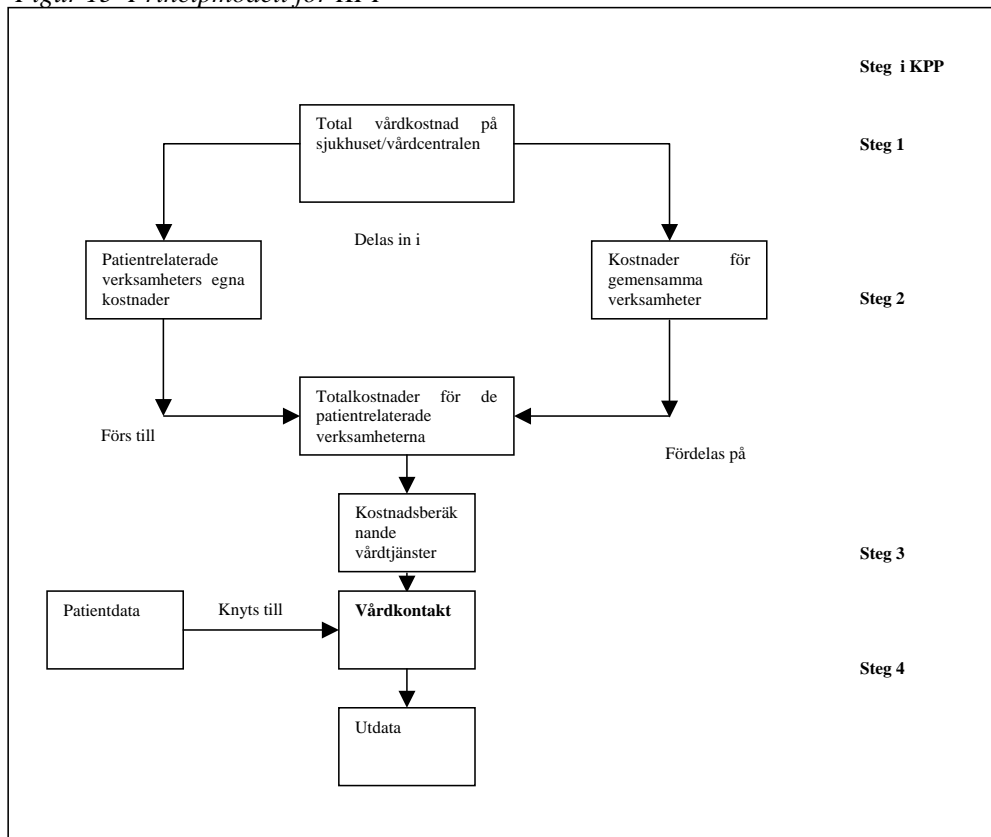 Steg i KPP
Total vårdkostnad på
sjukhuset/vårdcentralen
Steg 1
Delas in i
Patientrelaterade
verksamheters egna
kostnader
Kostnader för
gemensamma
verksamheter
Steg 2
Totalkostnader för de
patientrelaterade
verksamheterna
Förs till
Fördelas på
Kostnadsberäk
nande
vårdtjänster
Steg 3
Patientdata
Knyts till
Vårdkontakt
Steg 4
Utdata